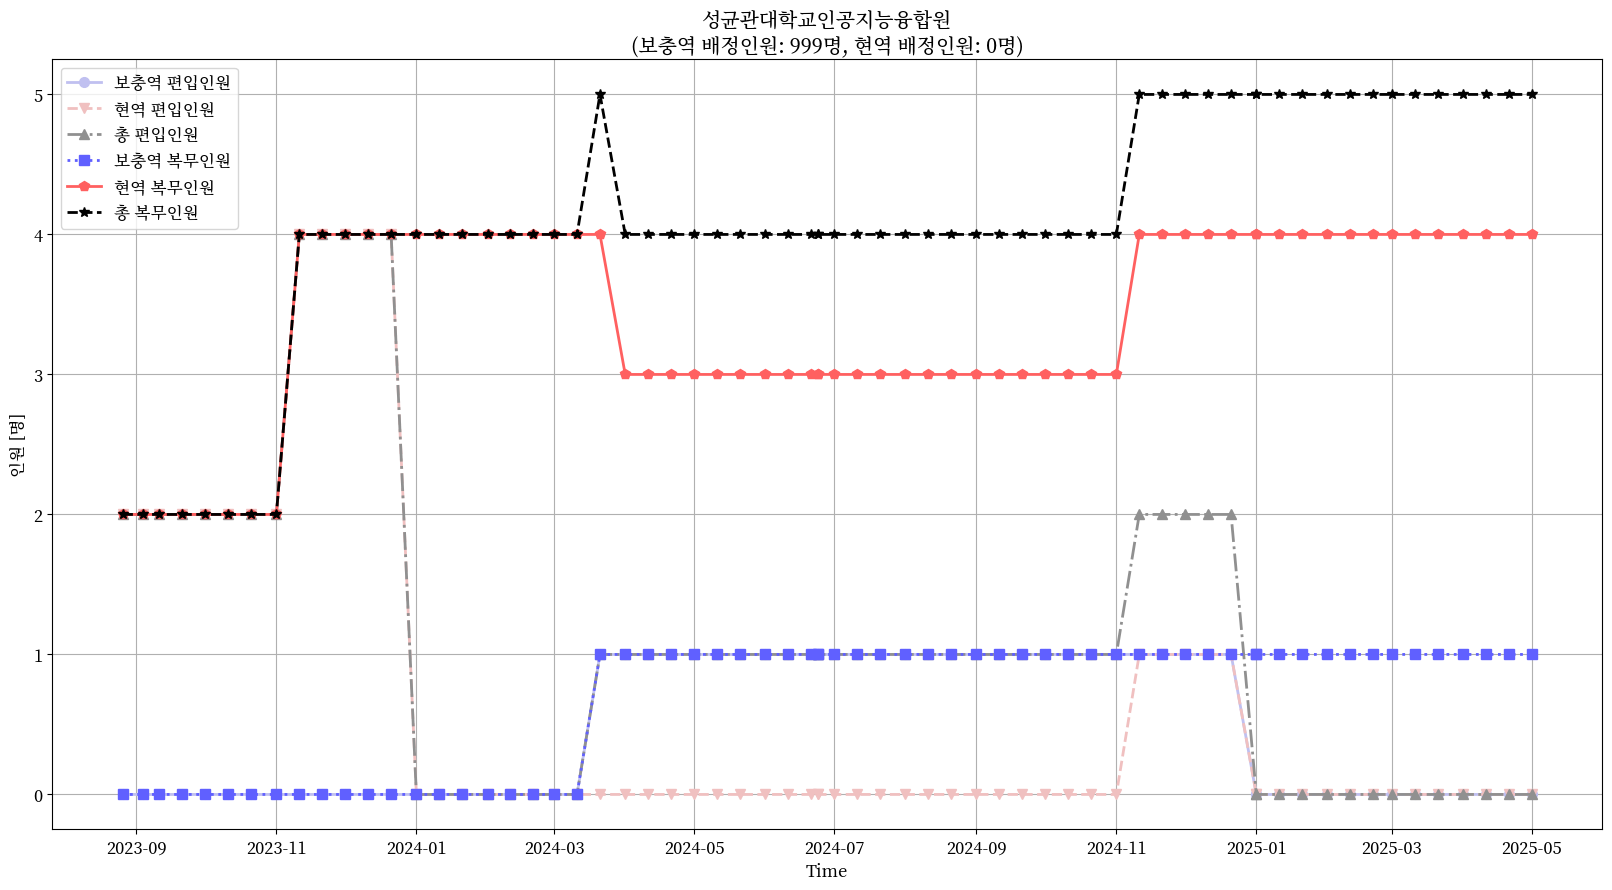 성균관대학교인공지능융합원
(보충역 배정인원: 999명, 현역 배정인원: 0명)
보충역 편입인원
현역 편입인원
총 편입인원
보충역 복무인원
현역 복무인원
총 복무인원
인원 [명]
5
4
3
2
1
0
2023-09
2023-11
2024-01
2024-03
2024-05
2024-07
2024-09
2024-11
2025-01
2025-03
2025-05
Time